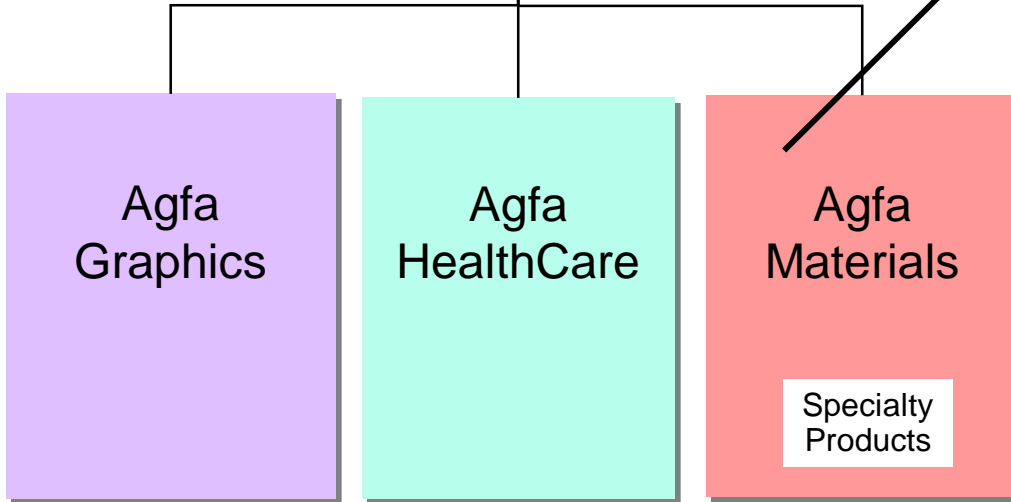 Agfa
Graphics
Agfa
HealthCare
Agfa
Materials
Specialty
Products